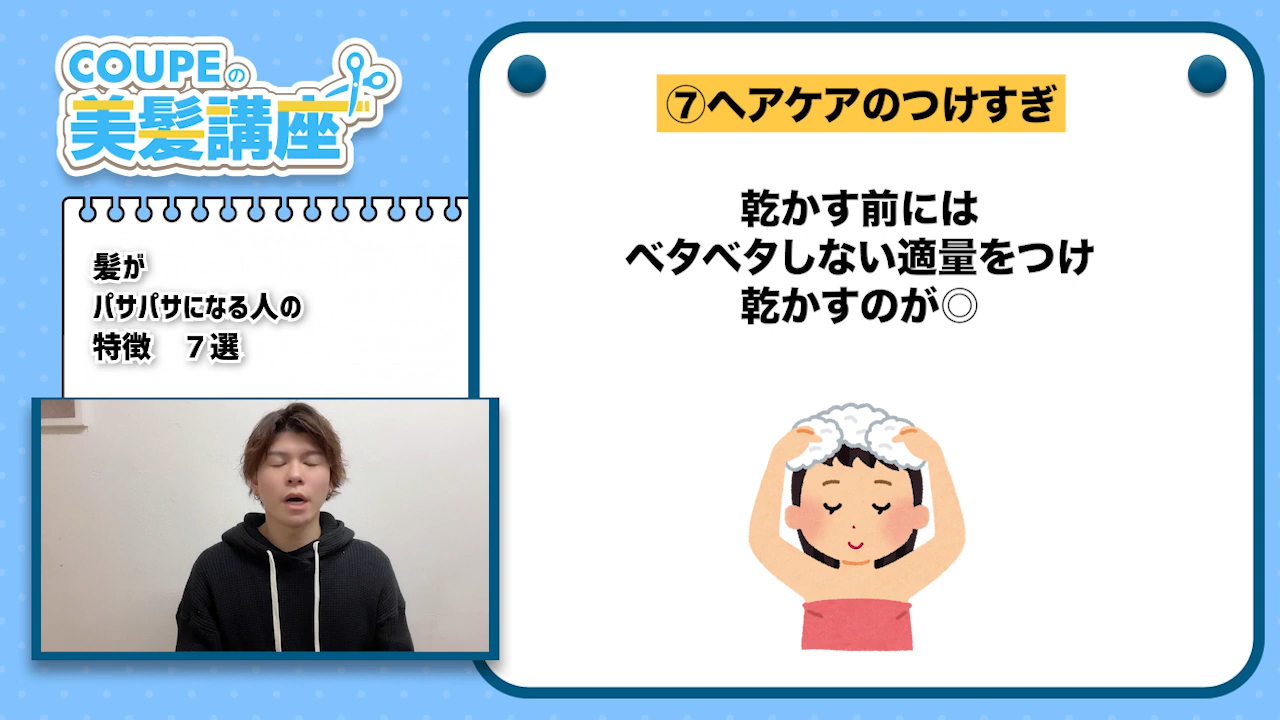 COUPEの
美髪講座
髪が
パサパサになる人の
特徴　７選
⑦ヘアケアのつけすぎ
乾かす前には
ベタベタしない適量をつけ
乾かすのが◎